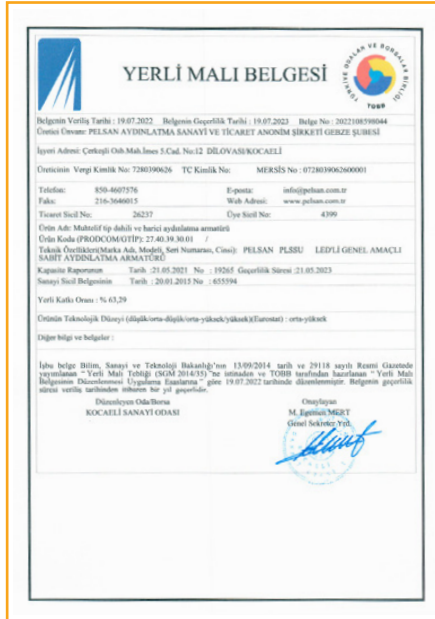 YERLİ MALI BELGESİ
TÜRKİYE ODALAR VE BORSALAR BİRLİĞİ
TOBB
Belgenin Veriliş Tarihi : 19.07.2022 Belgenin Geçerlilik Tarihi : 19.07.2023 Belge No : 2022108598044
Üretici Ünvanı: PELSAN AYDINLATMA SANAYİ VE TİCARET ANONİM ŞİRKETİ GEBZE ŞUBESİ
İşyeri Adresi: Çerkeşli Osb.Mah.İmes 5.Cad. No:12 DİLOVASI/KOCAELİ
Üreticinin Vergi Kimlik No: 7280390626 TC Kimlik No: MERSİS No : 0728039062600001
Telefon: 850-4607576 E-posta: info@pelsan.com.tr
Faks: 216-3646015 Web Adresi: www.pelsan.com.tr
Ticaret Sicil No: 26237 Üye Sicil No: 4399
Ürün Adı: Muhtelif tip dahili ve harici aydınlatma armatürü
Ürün Kodu (PRODCOM/GTİP): 27.40.39.30.01 /
Teknik Özellikleri(Marka Adı, Modeli, Seri Numarası, Cinsi): PELSAN PLSSU LED'Lİ GENEL AMAÇLI
SABİT AYDINLATMA ARMATÜRÜ
Kapasite Raporunun Tarih :21.05.2021 No : 19265 Geçerlilik Süresi :21.05.2023
Sanayi Sicil Belgesinin Tarih : 20.01.2015 No : 655594
Yerli Katkı Oranı : % 63,29
Ürünün Teknolojik Düzeyi (düşük/orta-düşük/orta-yüksek/yüksek)(Eurostat) : orta-yüksek
Diğer bilgi ve belgeler :
İşbu belge Bilim, Sanayi ve Teknoloji Bakanlığı'nın 13/09/2014 tarih ve 29118 sayılı Resmi Gazetede
yayımlanan " Yerli Malı Tebliği (SGM 2014/35) "ne istinaden ve TOBB tarafından hazırlanan " Yerli Malı
Belgesinin Düzenlenmesi Uygulama Esaslarına " göre 19.07.2022 tarihinde düzenlenmiştir. Belgenin geçerlilik
süresi veriliş tarihinden itibaren bir yıl geçerlidir.
Düzenleyen Oda/Borsa Onaylayan
KOCAELİ SANAYİ ODASI M. Egemen MERT
Genel Sekreter Yrd.